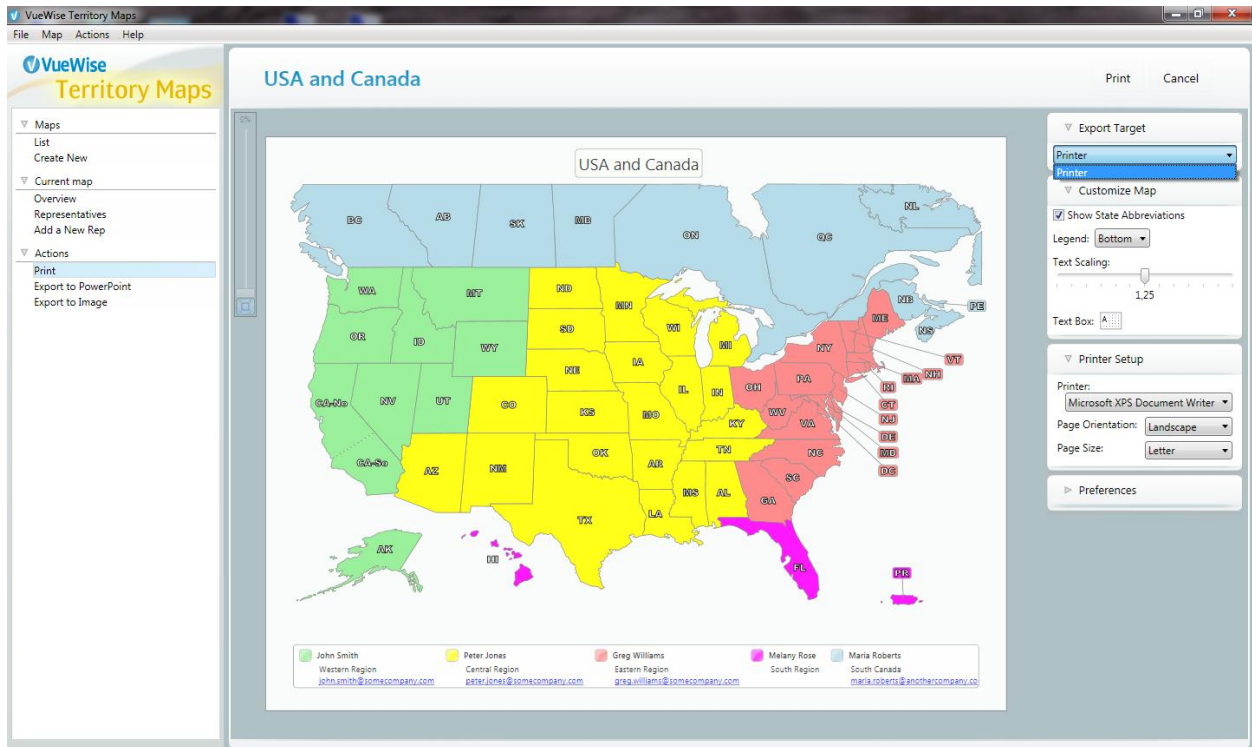 VueWise Territory Maps
File Map Actions Help
VueWise
Territory Maps
Maps
List
Create New
Current map
Overview
Representatives
Add a New Rep
Actions
Print
Export to PowerPoint
Export to Image
USA and Canada
Print Cancel
0%
USA and Canada
BC AB SK MB ON QC NL
NB PE NS
WA MT ND MN WI MI NY ME
OR ID WY SD IA
NE IL IN OH PA
VT
NH
MA
RI
CT
NJ
DE
MD
DC
CA-No NV UT CO KS MO KY WV VA
CA-So AZ NM OK AR TN NC
SC
TX LA MS AL GA
AK HI FL PR
John Smith
Western Region
john.smith@somecompany.com
Peter Jones
Central Region
peter.jones@somecompany.com
Greg Williams
Eastern Region
greg.williams@somecompany.com
Melany Rose
South Region
Maria Roberts
South Canada
maria.roberts@anothercompany.co
Export Target
Printer
Printer
Customize Map
Show State Abbreviations
Legend: Bottom
Text Scaling:
1,25
Text Box: A
Printer Setup
Printer:
Microsoft XPS Document Writer
Page Orientation: Landscape
Page Size: Letter
Preferences